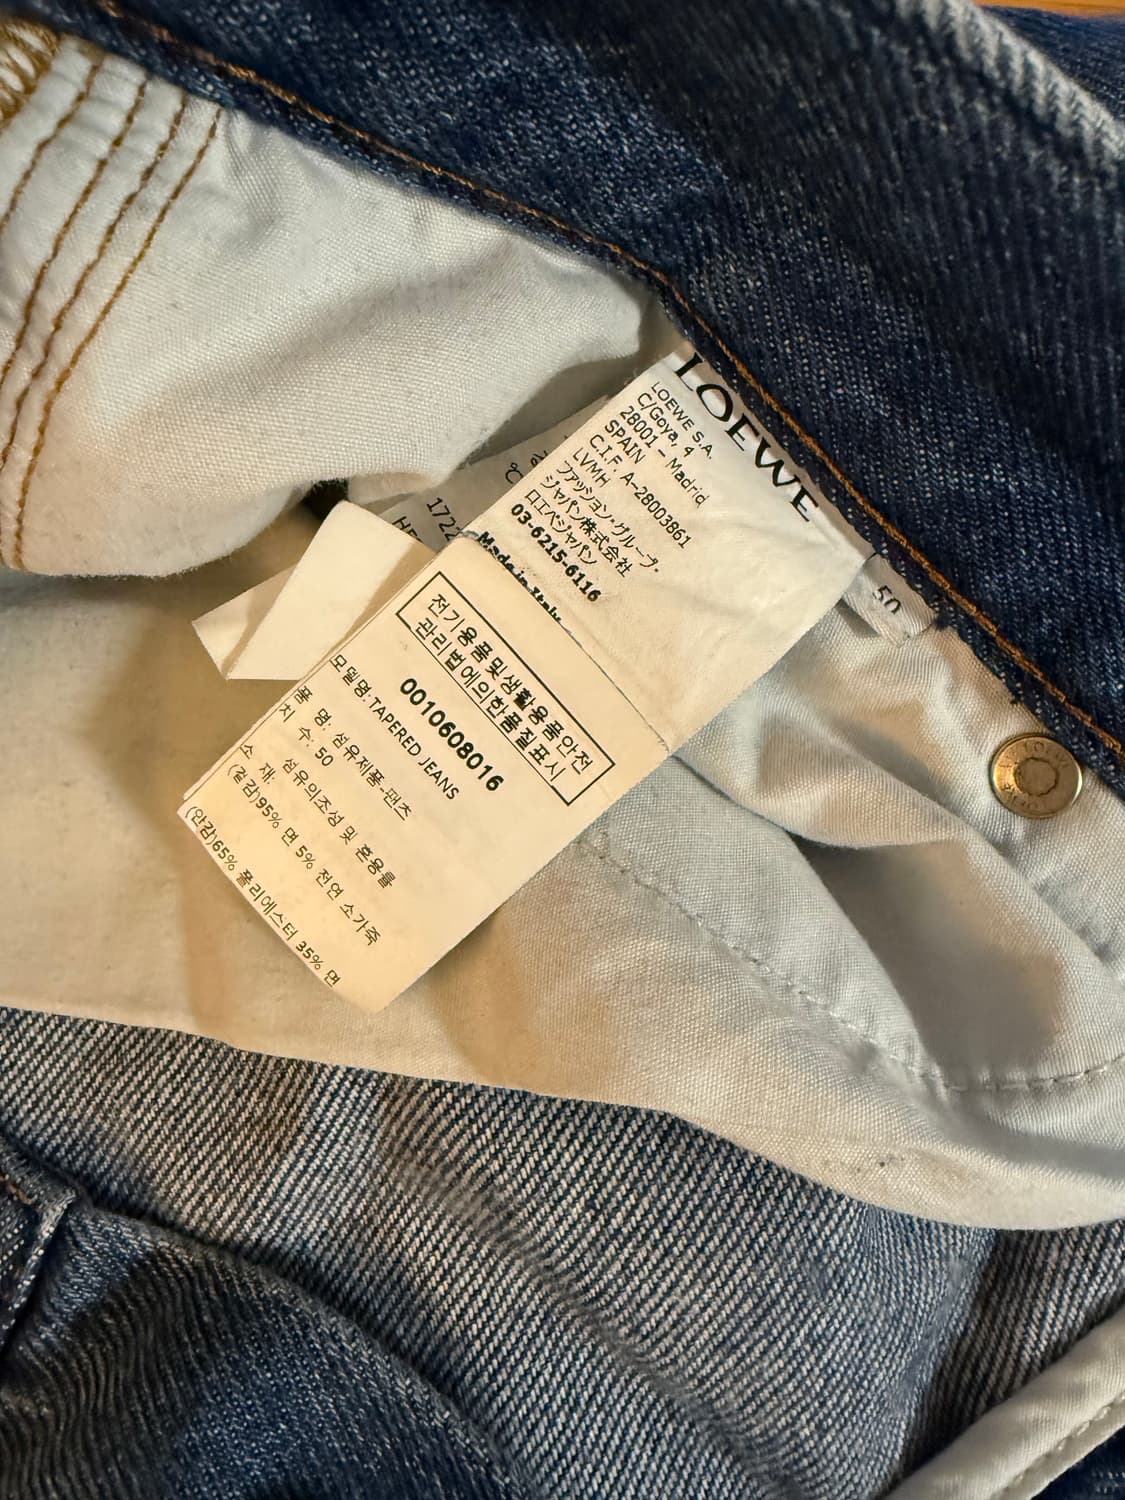 LOEWE
LOEWE S.A.
C/Goya, 4
28001 - Madrid
SPAIN
C.I.F. A-28003861
LVMH
ファッション・グループ・
ジャパン株式会社
ロエベジャパン
03-6215-6116
Made in Italy
50
전기용품및생활용품안전
관리법에의한품질표시
0010608016
모델명:TAPERED JEANS
품 명: 섬유제품-팬츠
치 수: 50
섬유의조성 및 혼용률
소 재:
(겉감)95% 면 5% 천연 소가죽
(안감)65% 폴리에스터 35% 면